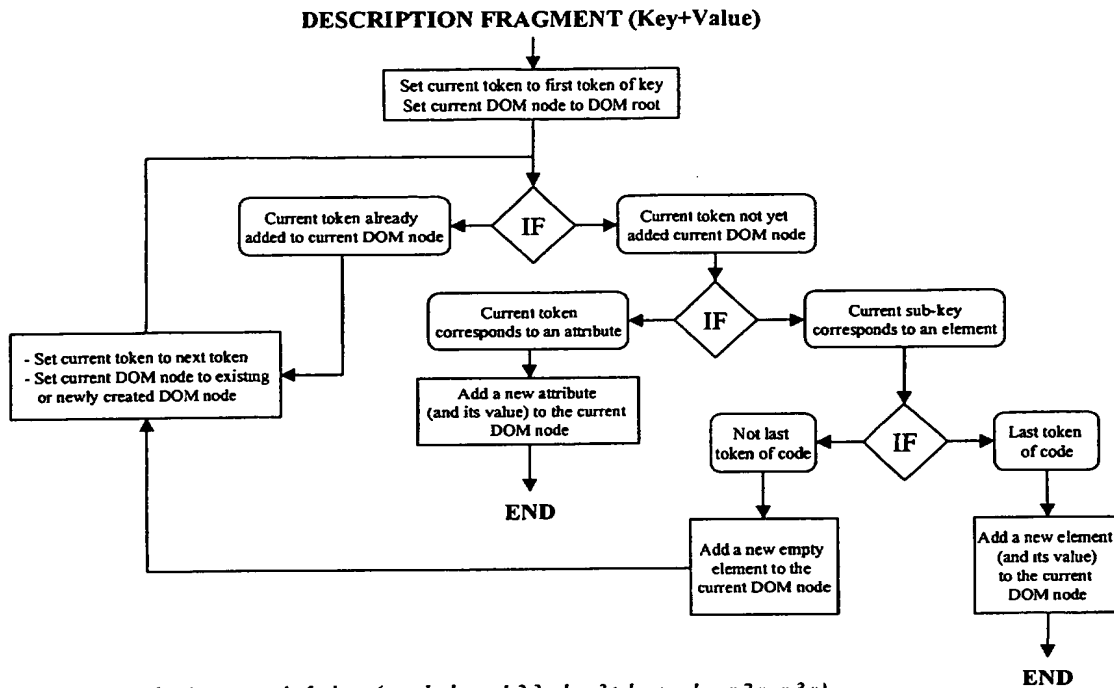 DESCRIPTION FRAGMENT (Key+Value)
Set current token to first token of key
Set current DOM node to DOM root
IF
Current token already
added to current DOM node
Current token not yet
added current DOM node
IF
Current token
corresponds to an attribute
Current sub-key
corresponds to an element
- Set current token to next token
- Set current DOM node to existing
or newly created DOM node
Add a new attribute
(and its value) to the current
DOM node
END
IF
Not last
token of code
Last token
of code
Add a new empty
element to the
current DOM node
Add a new element
(and its value)
to the current
DOM node
END